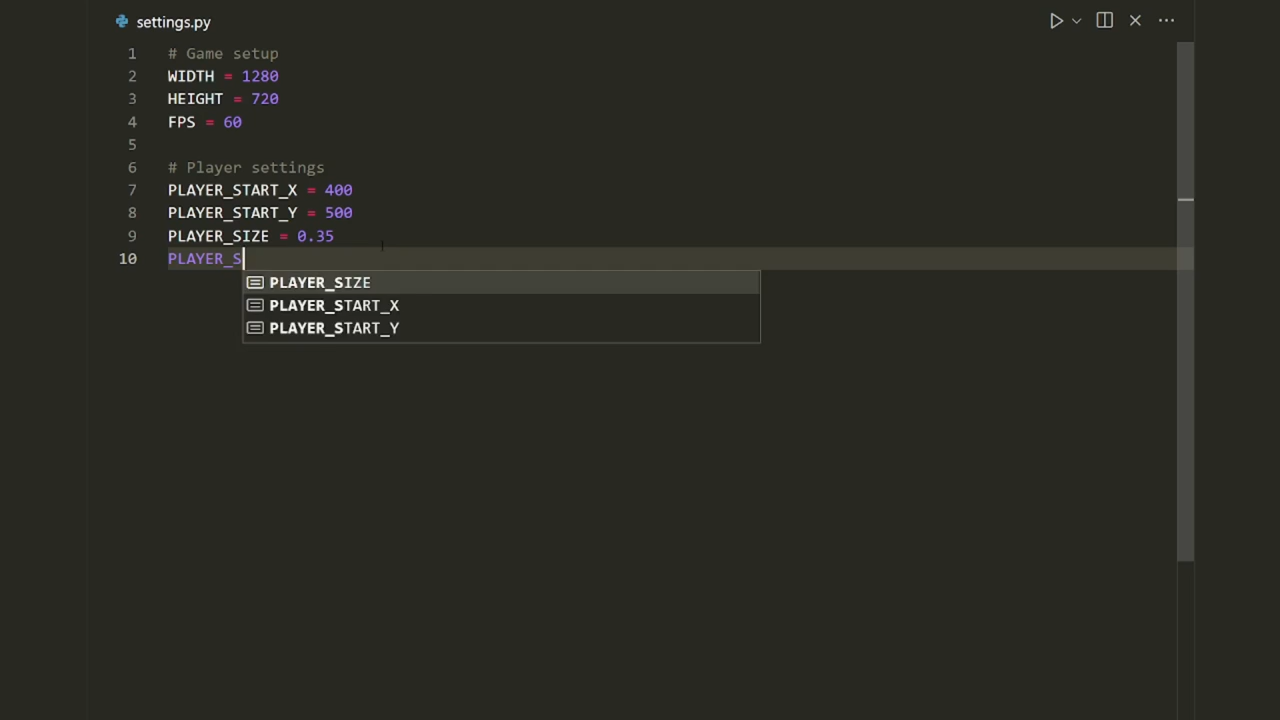 settings.py
1 # Game setup
2 WIDTH = 1280
3 HEIGHT = 720
4 FPS = 60
5
6 # Player settings
7 PLAYER_START_X = 400
8 PLAYER_START_Y = 500
9 PLAYER_SIZE = 0.35
10 PLAYER_S
PLAYER_SIZE
PLAYER_START_X
PLAYER_START_Y